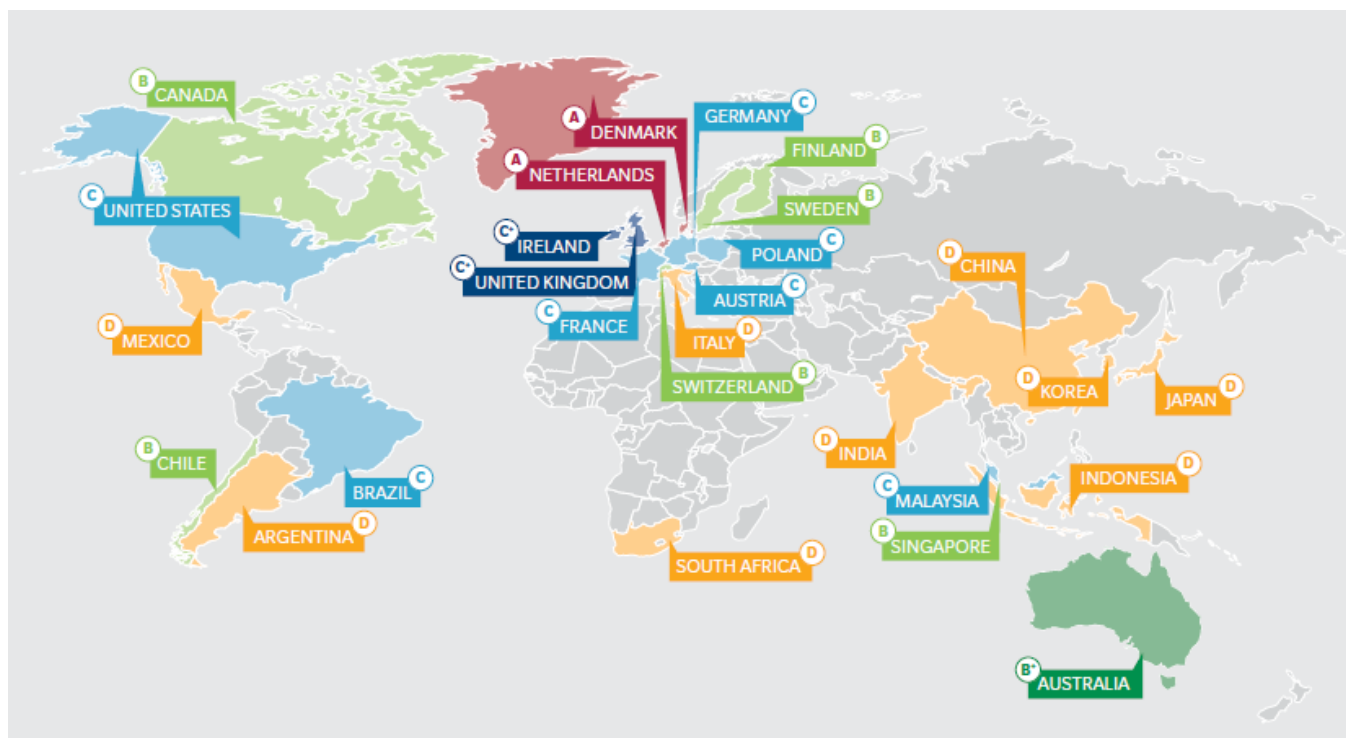 B
CANADA
C
UNITED STATES
D
MEXICO
B
CHILE
D
ARGENTINA
C
BRAZIL
A
DENMARK
A
NETHERLANDS
C+
IRELAND
C+
UNITED KINGDOM
C
FRANCE
C
GERMANY
B
FINLAND
B
SWEDEN
C
POLAND
C
AUSTRIA
D
ITALY
B
SWITZERLAND
D
SOUTH AFRICA
D
CHINA
D
KOREA
D
JAPAN
D
INDIA
C
MALAYSIA
B
SINGAPORE
D
INDONESIA
B+
AUSTRALIA